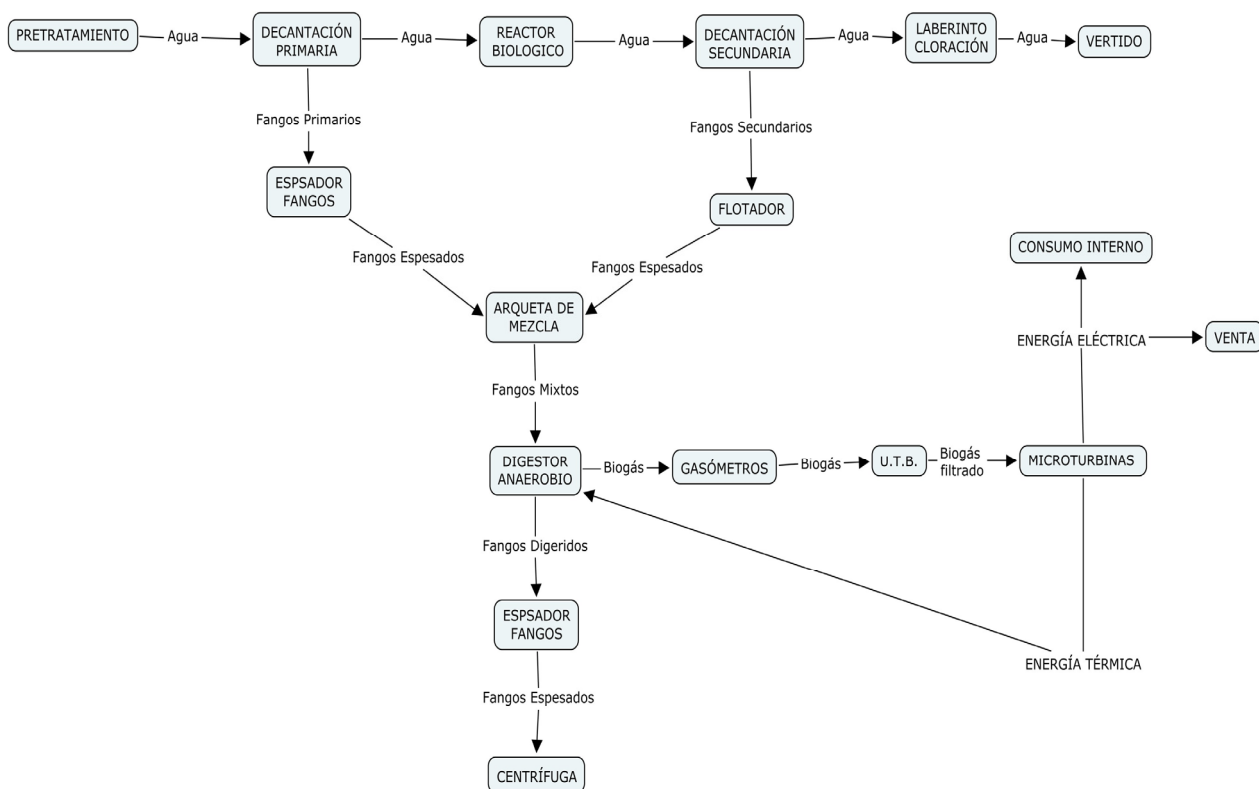 PRETRATAMIENTO
Agua
DECANTACIÓN
PRIMARIA
Agua
REACTOR
BIOLOGICO
Agua
DECANTACIÓN
SECUNDARIA
Agua
LABERINTO
CLORACIÓN
Agua
VERTIDO
Fangos Primarios
Fangos Secundarios
ESPSADOR
FANGOS
FLOTADOR
Fangos Espesados
Fangos Espesados
CONSUMO INTERNO
ARQUETA DE
MEZCLA
ENERGÍA ELÉCTRICA
VENTA
Fangos Mixtos
DIGESTOR
ANAEROBIO
Biogás
GASÓMETROS
Biogás
U.T.B.
Biogás
filtrado
MICROTURBINAS
Fangos Digeridos
ESPSADOR
FANGOS
ENERGÍA TÉRMICA
Fangos Espesados
CENTRÍFUGA